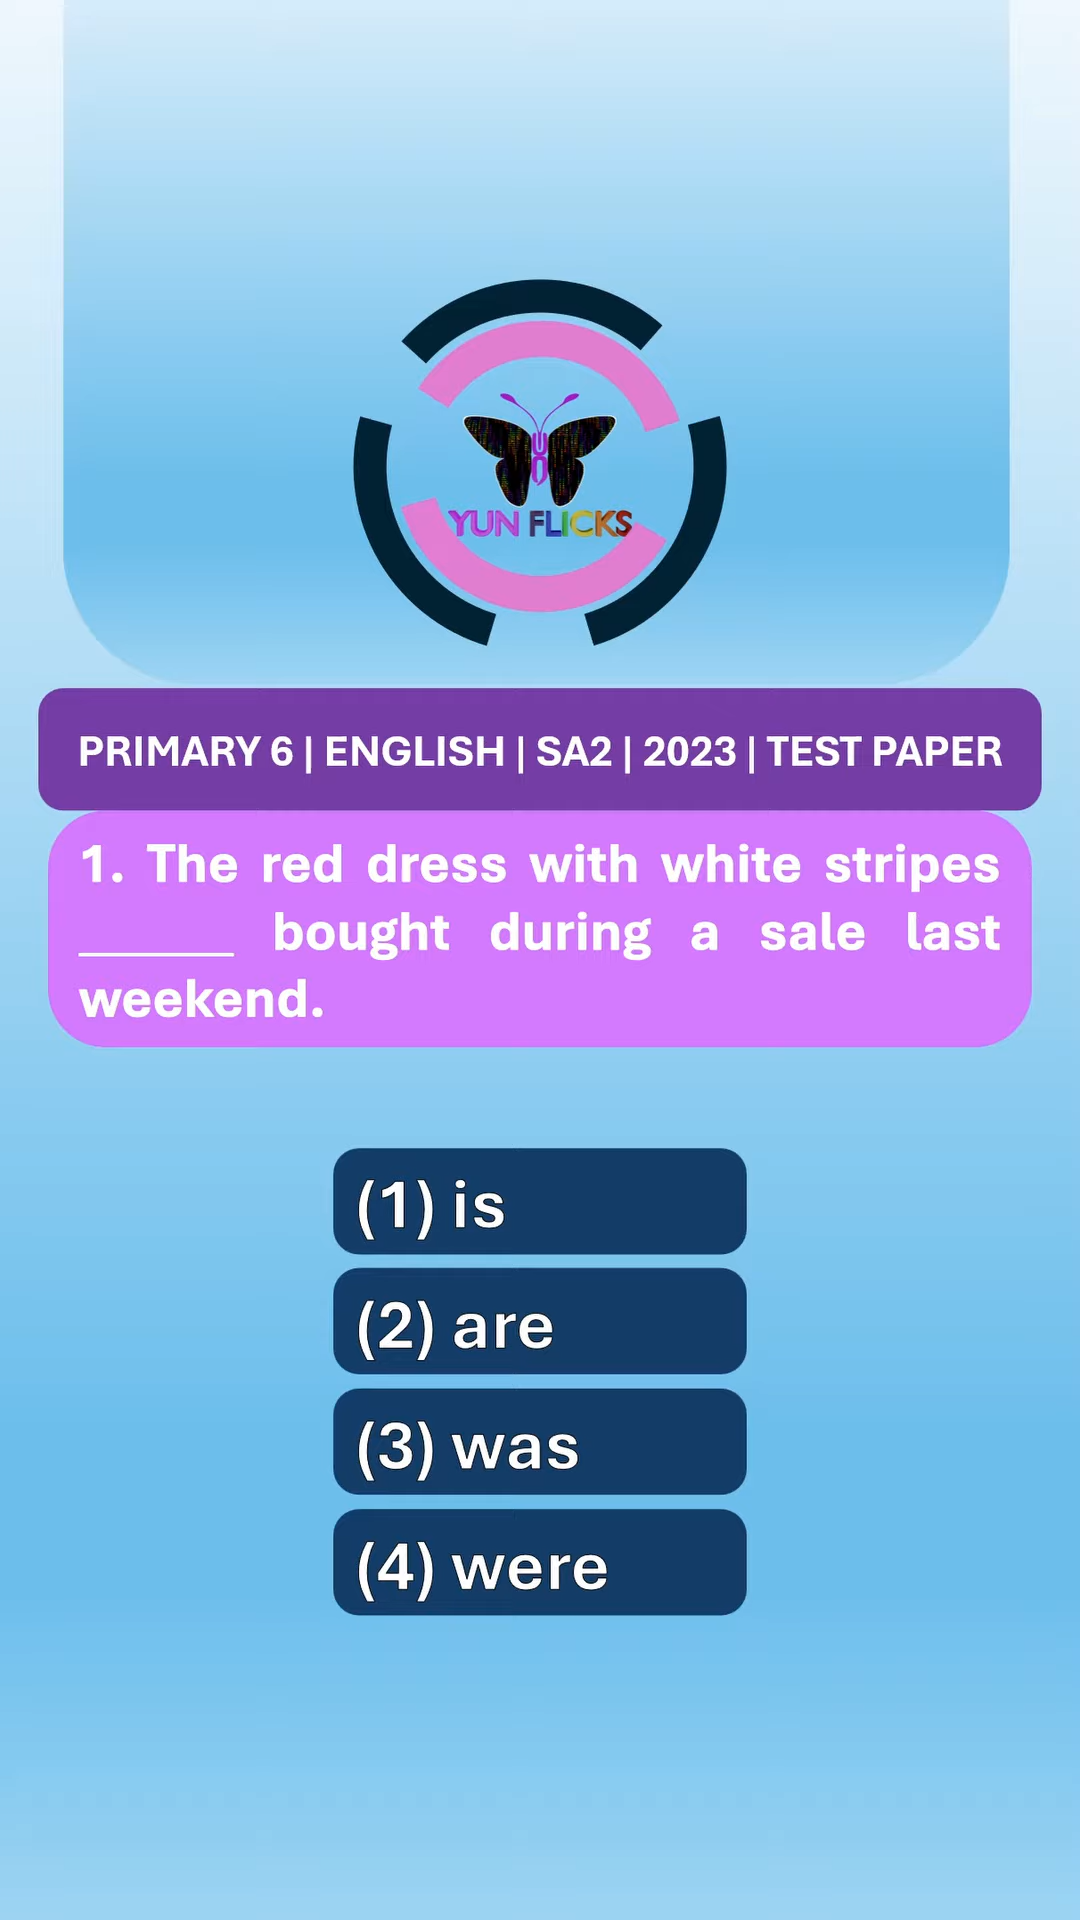 YUN FLICKS
PRIMARY 6 | ENGLISH | SA2 | 2023 | TEST PAPER
1. The red dress with white stripes
______ bought during a sale last
weekend.
(1) is
(2) are
(3) was
(4) were